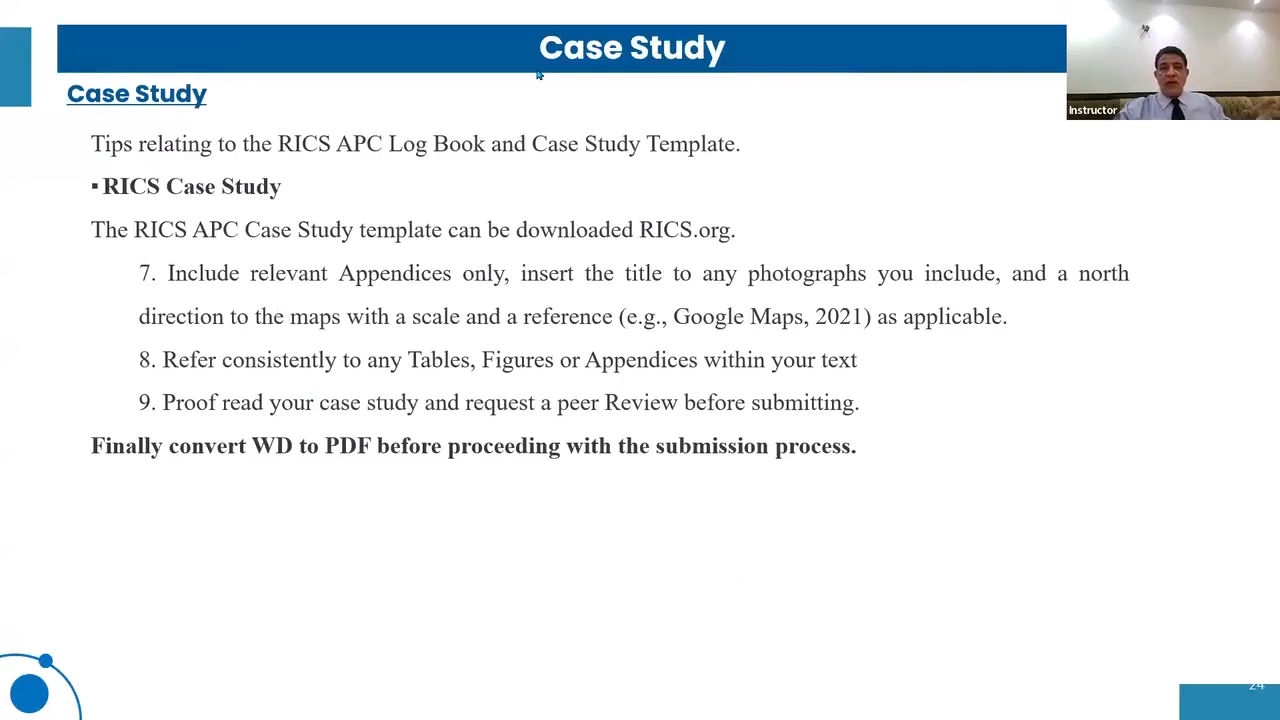 Case Study
Instructor
Case Study
Tips relating to the RICS APC Log Book and Case Study Template.
▪ RICS Case Study
The RICS APC Case Study template can be downloaded RICS.org.
7. Include relevant Appendices only, insert the title to any photographs you include, and a north
direction to the maps with a scale and a reference (e.g., Google Maps, 2021) as applicable.
8. Refer consistently to any Tables, Figures or Appendices within your text
9. Proof read your case study and request a peer Review before submitting.
Finally convert WD to PDF before proceeding with the submission process.
24